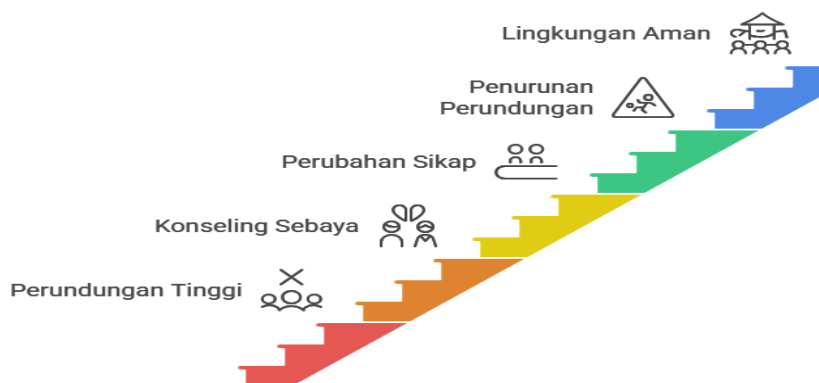 Lingkungan Aman
Penurunan
Perundungan
Perubahan Sikap
Konseling Sebaya
Perundungan Tinggi